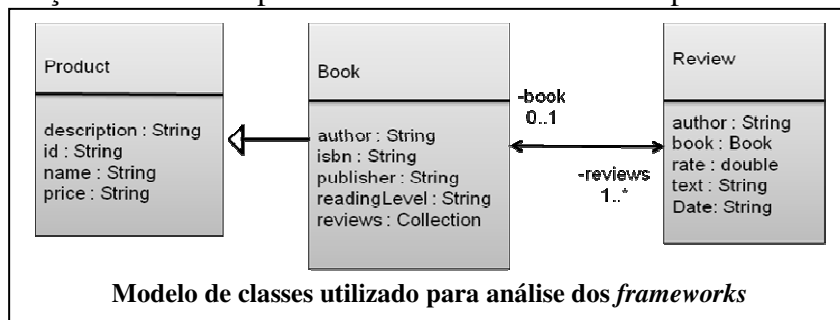 Product
description : String
id : String
name : String
price : String
Book
author : String
isbn : String
publisher : String
readingLevel : String
reviews : Collection
-book
0..1
-reviews
1..*
Review
author : String
book : Book
rate : double
text : String
Date: String
Modelo de classes utilizado para análise dos frameworks